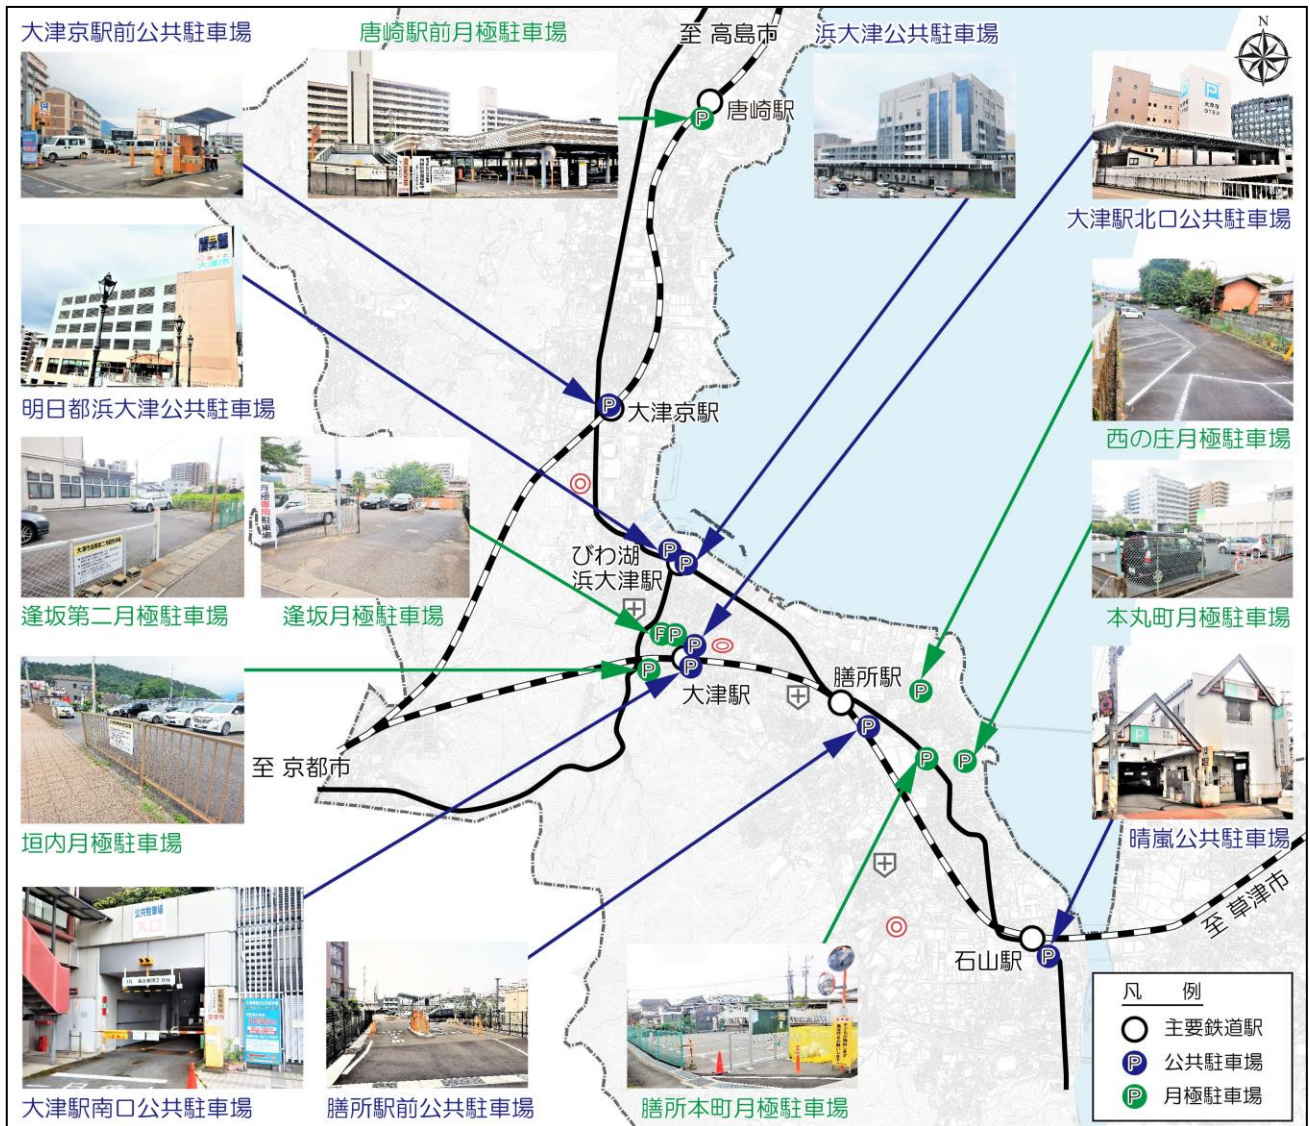 大津京駅前公共駐車場
唐崎駅前月極駐車場
至 高島市
浜大津公共駐車場
N
唐崎駅
P
大津駅北口公共駐車場
明日都浜大津公共駐車場
P
大津京駅
西の庄月極駐車場
びわ湖
浜大津駅
P
P
逢坂第二月極駐車場
逢坂月極駐車場
本丸町月極駐車場
P
P
P
P
P
大津駅
膳所駅
P
P
P
P
至 京都市
垣内月極駐車場
晴嵐公共駐車場
公共駐車場
入口
至 草津市
石山駅
P
大津駅南口公共駐車場
膳所駅前公共駐車場
膳所本町月極駐車場
凡 例
主要鉄道駅
P 公共駐車場
P 月極駐車場